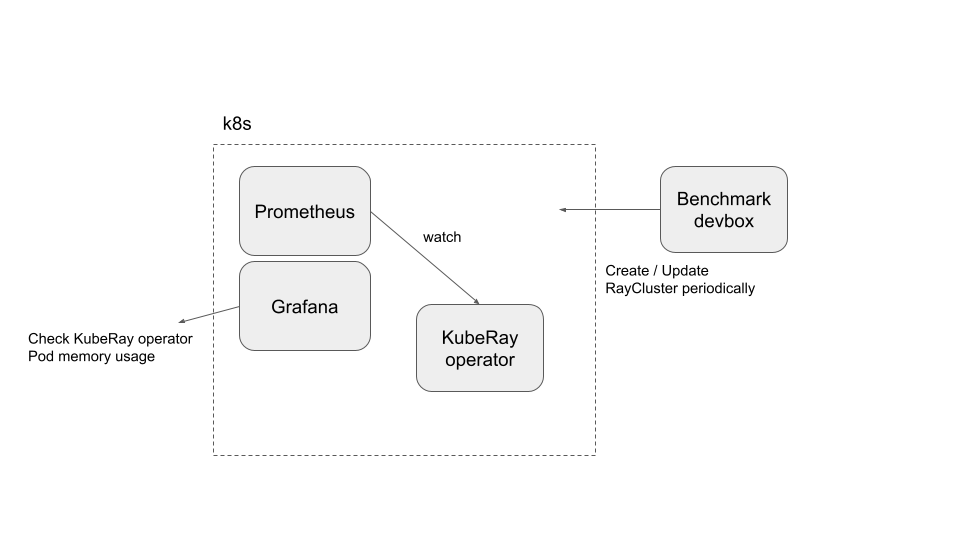 k8s
Prometheus
Benchmark
devbox
watch
Create / Update
RayCluster periodically
Grafana
Check KubeRay operator
Pod memory usage
KubeRay
operator